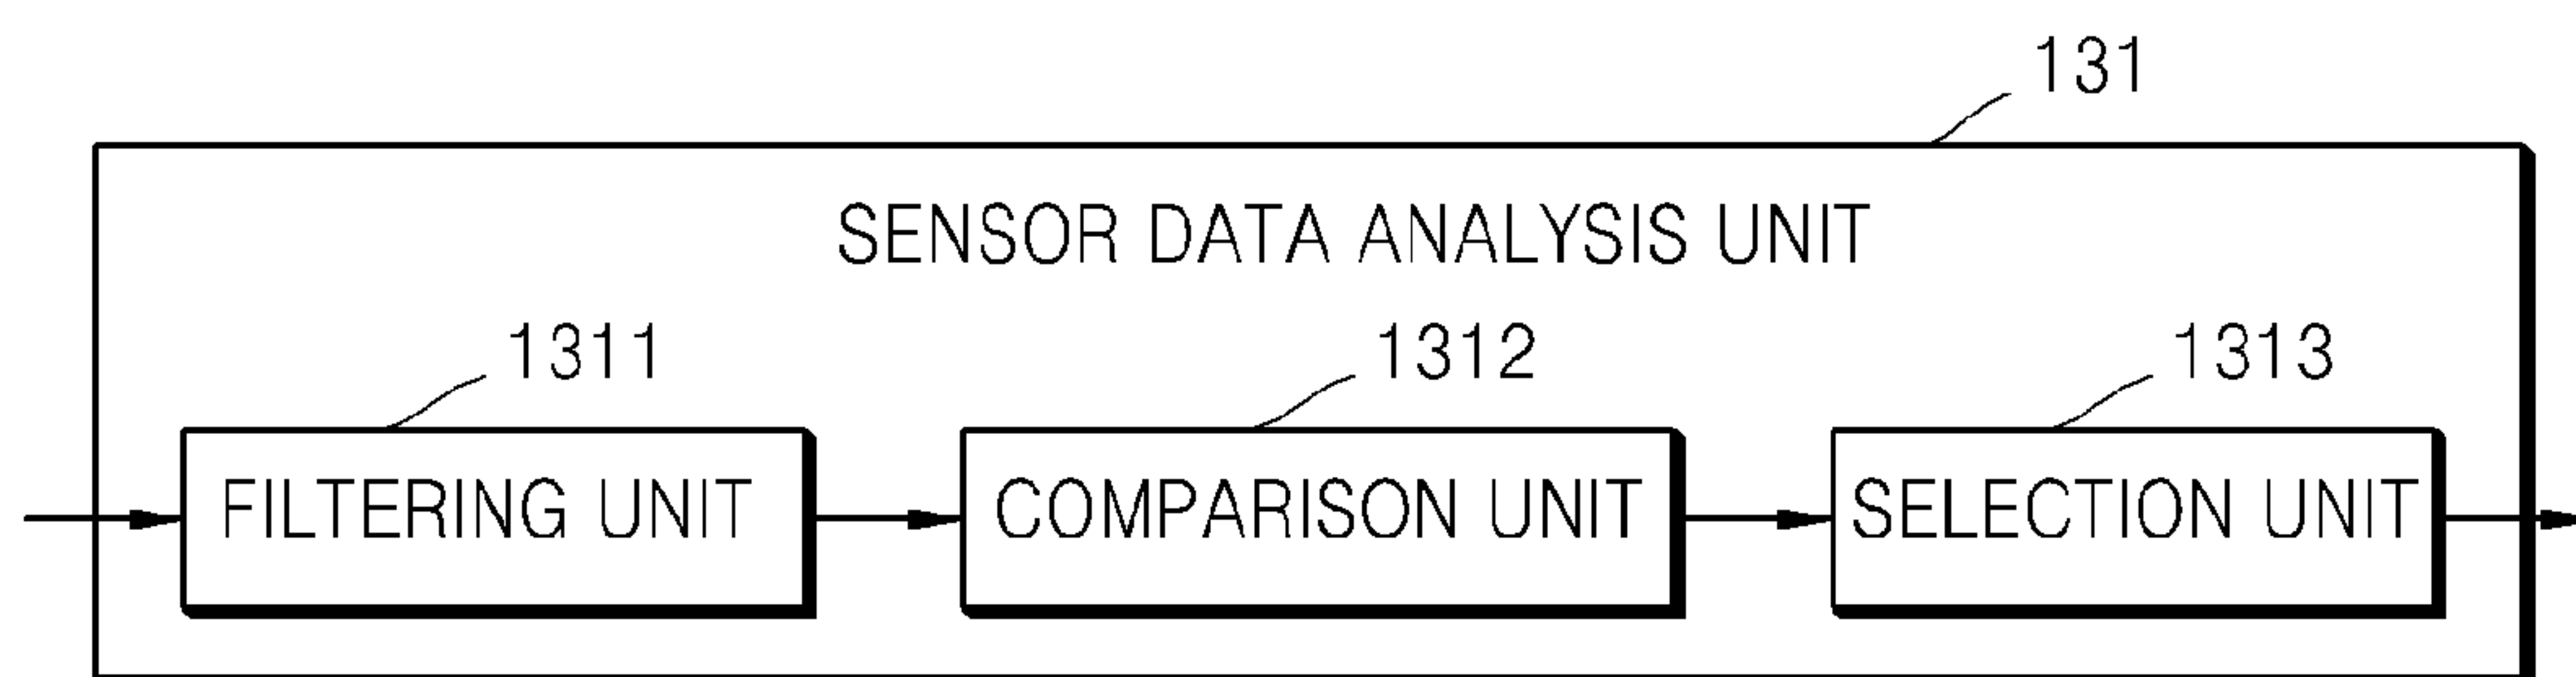 131
SENSOR DATA ANALYSIS UNIT
1311 1312 1313
FILTERING UNIT COMPARISON UNIT SELECTION UNIT